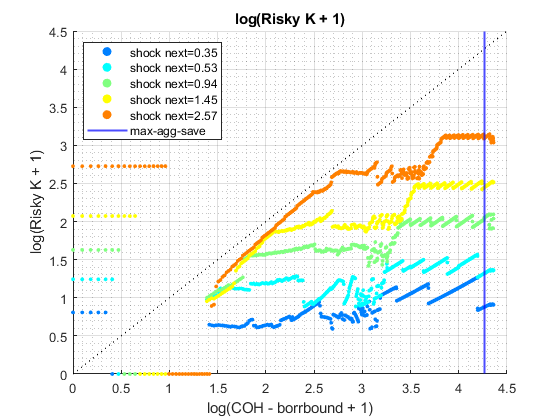 log(Risky K + 1)
4.5
4
3.5
3
2.5
2
1.5
1
0.5
0
log(Risky K + 1)
shock next=0.35
shock next=0.53
shock next=0.94
shock next=1.45
shock next=2.57
max-agg-save
0 0.5 1 1.5 2 2.5 3 3.5 4 4.5
log(COH - borrbound + 1)